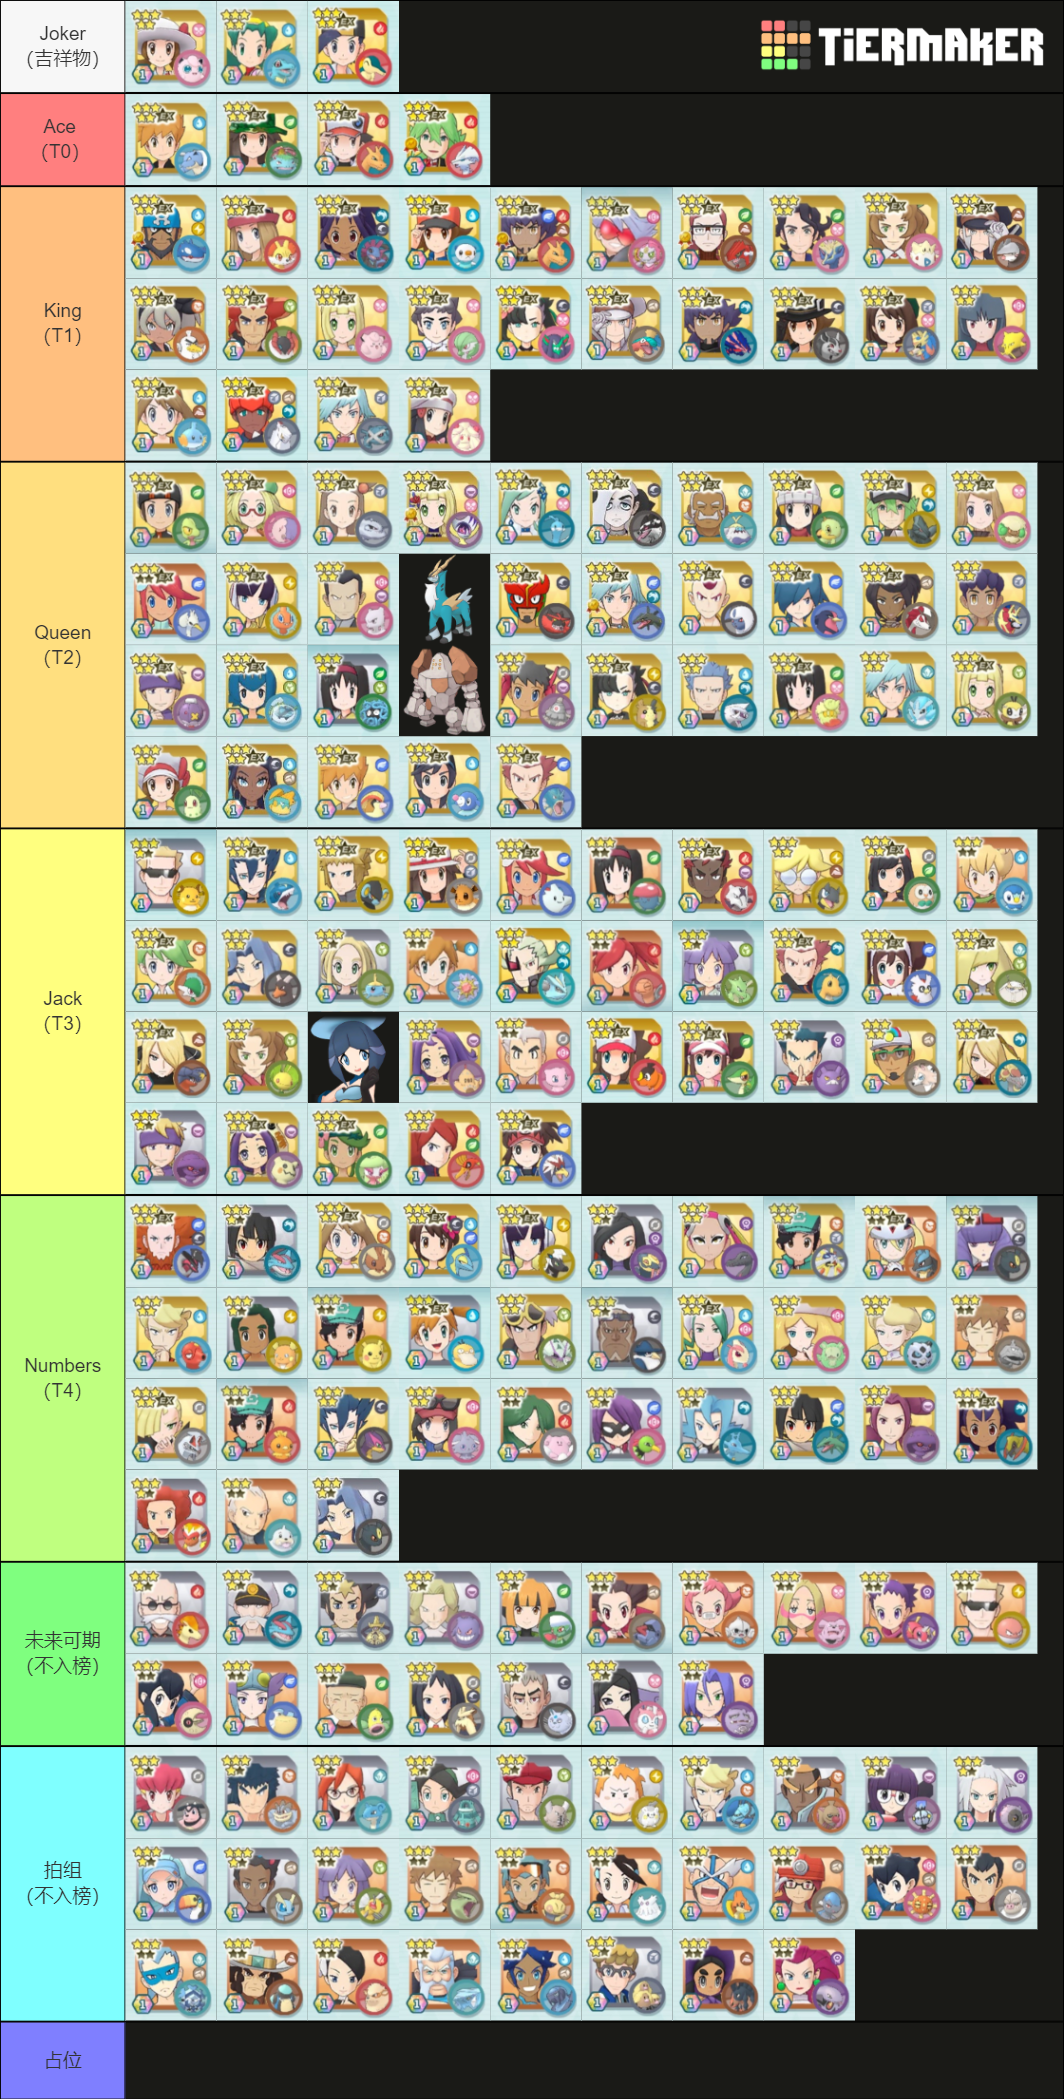 Joker
(吉祥物)
TiERMAKER
Ace
(T0)
King
(T1)
Queen
(T2)
Jack
(T3)
Numbers
(T4)
未来可期
(不入榜)
拍组
(不入榜)
占位